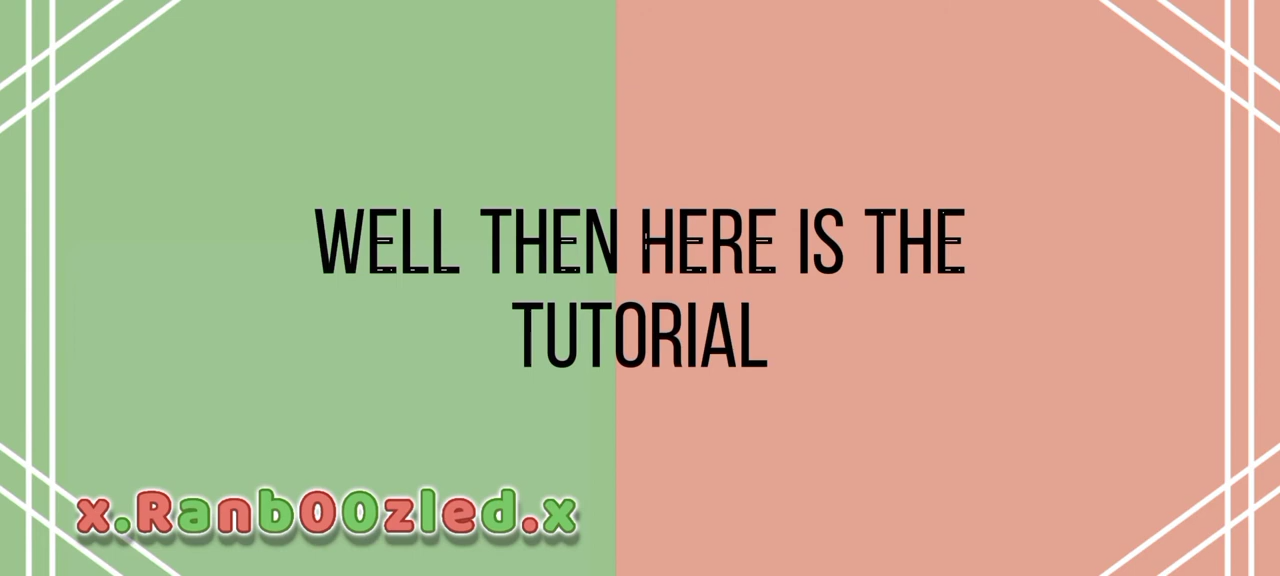 WELL THEN HERE IS THE
TUTORIAL
x.Ranb00zled.x